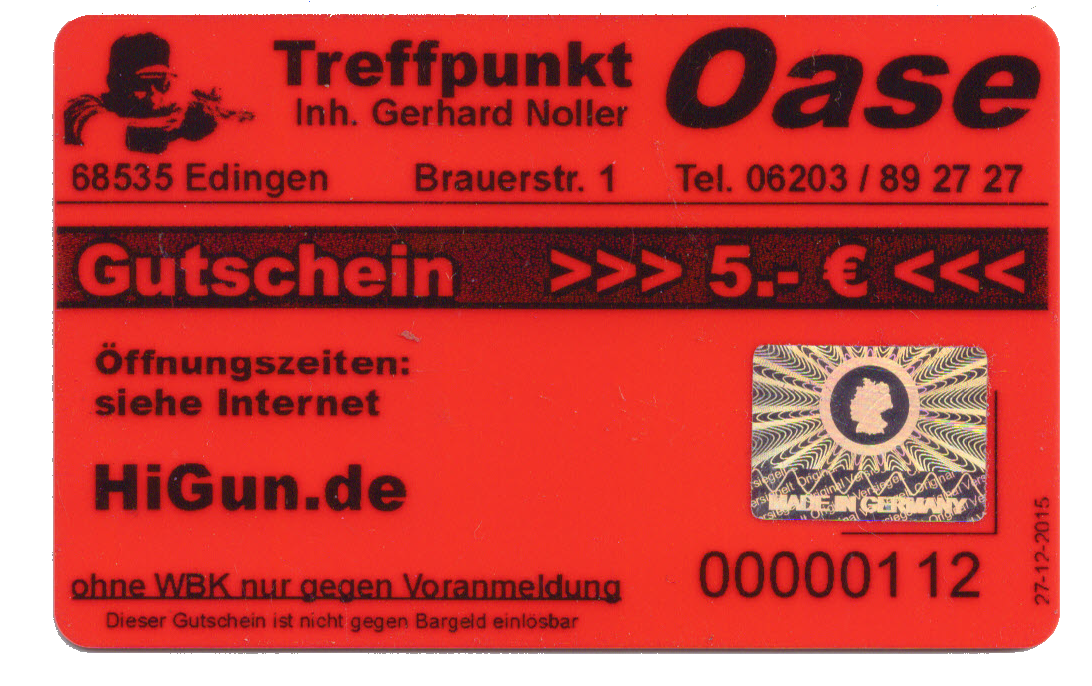 Treffpunkt Oase
Inh. Gerhard Noller
68535 Edingen Brauerstr. 1 Tel. 06203 / 89 27 27
Gutschein >>> 5.- € <<<
Öffnungszeiten:
siehe Internet
HiGun.de
MADE IN GERMANY
00000112
27-12-2015
ohne WBK nur gegen Voranmeldung
Dieser Gutschein ist nicht gegen Bargeld einlösbar